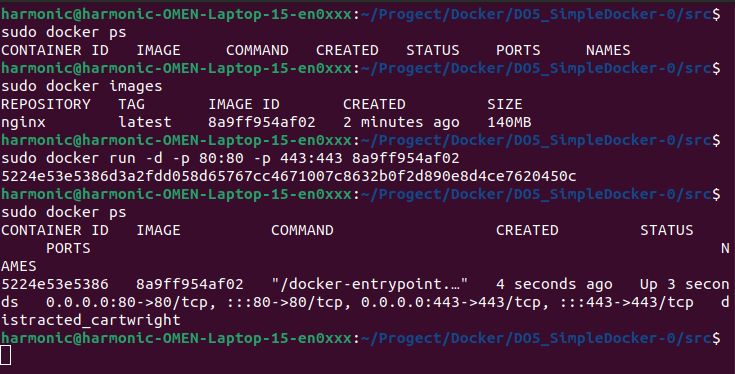 harmonic@harmonic-OMEN-Laptop-15-en0xxx:~/Progect/Docker/DO5_SimpleDocker-0/src$
sudo docker ps
CONTAINER ID   IMAGE     COMMAND   CREATED   STATUS    PORTS     NAMES
harmonic@harmonic-OMEN-Laptop-15-en0xxx:~/Progect/Docker/DO5_SimpleDocker-0/src$
sudo docker images
REPOSITORY   TAG       IMAGE ID       CREATED         SIZE
nginx        latest    8a9ff954af02   2 minutes ago   140MB
harmonic@harmonic-OMEN-Laptop-15-en0xxx:~/Progect/Docker/DO5_SimpleDocker-0/src$
sudo docker run -d -p 80:80 -p 443:443 8a9ff954af02
5224e53e5386d3a2fdd058d65767cc4671007c8632b0f2d890e8d4ce7620450c
harmonic@harmonic-OMEN-Laptop-15-en0xxx:~/Progect/Docker/DO5_SimpleDocker-0/src$
sudo docker ps
CONTAINER ID   IMAGE          COMMAND                  CREATED         STATUS
     PORTS                                                                      N
AMES
5224e53e5386   8a9ff954af02   "/docker-entrypoint.…"   4 seconds ago   Up 3 secon
ds   0.0.0.0:80->80/tcp, :::80->80/tcp, 0.0.0.0:443->443/tcp, :::443->443/tcp   d
istracted_cartwright
harmonic@harmonic-OMEN-Laptop-15-en0xxx:~/Progect/Docker/DO5_SimpleDocker-0/src$